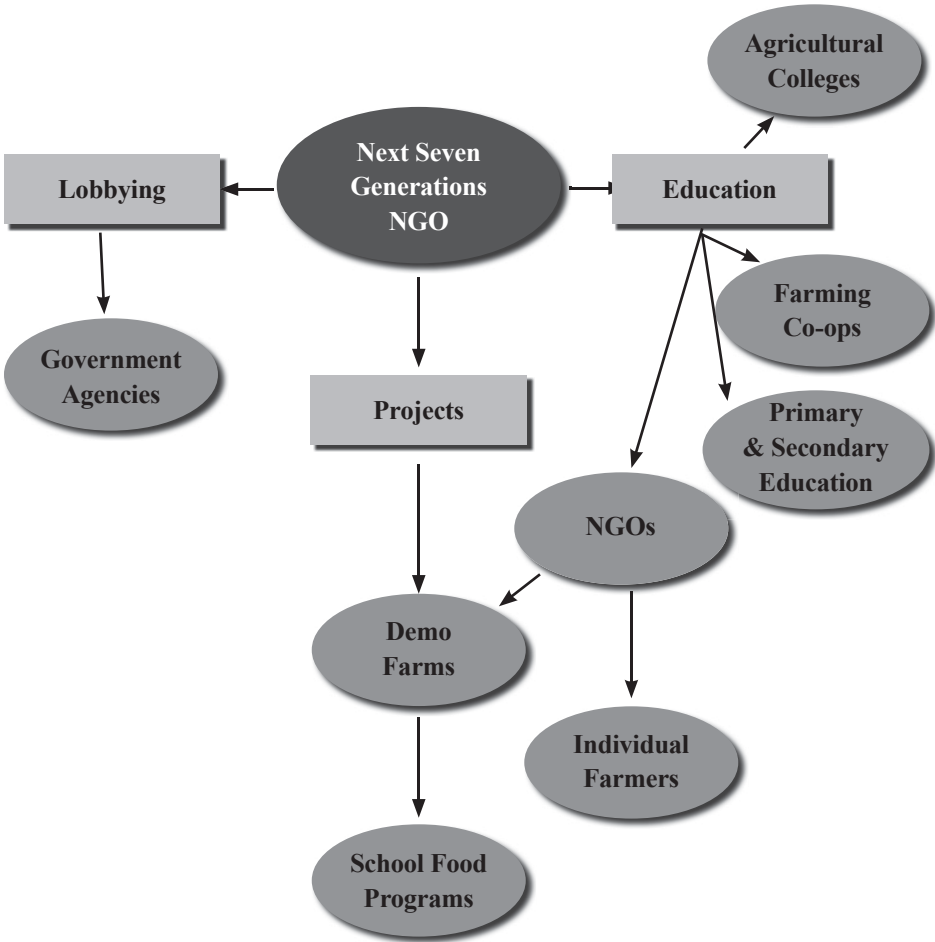 Agricultural
Colleges
Next Seven
Generations
NGO
Lobbying
Education
Farming
Co-ops
Government
Agencies
Projects
Primary
& Secondary
Education
NGOs
Demo
Farms
Individual
Farmers
School Food
Programs